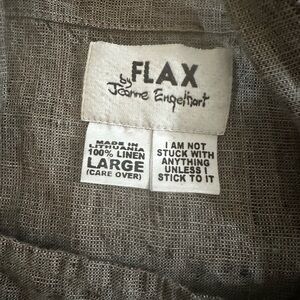 FLAX
by
Jeanne Engelhart
MADE IN
LITHUANIA
100% LINEN
LARGE
(CARE OVER)
I AM NOT
STUCK WITH
ANYTHING
UNLESS I
STICK TO IT